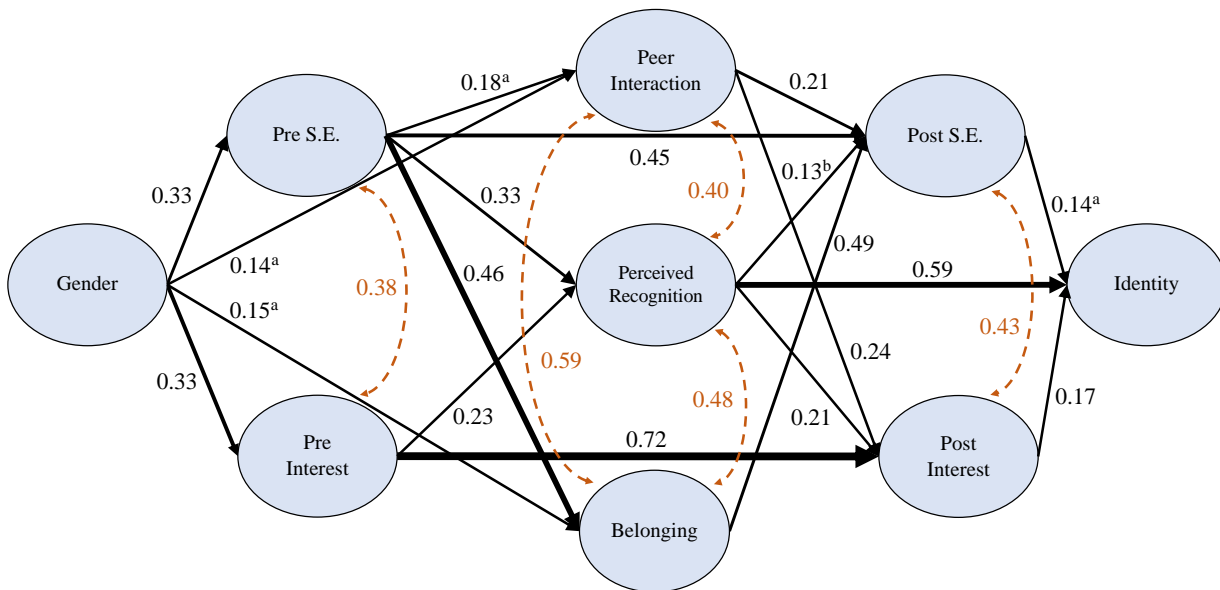 Peer
Interaction
0.18ᵃ
0.21
Pre S.E.
Post S.E.
0.45
0.33
0.33
0.13ᵇ
0.40
0.14ᵃ
0.14ᵃ
0.49
Gender
0.38
0.46
Perceived
Recognition
0.59
Identity
0.15ᵃ
0.43
0.33
0.59
0.24
0.48
0.17
0.23
0.21
0.72
Pre
Interest
Post
Interest
Belonging